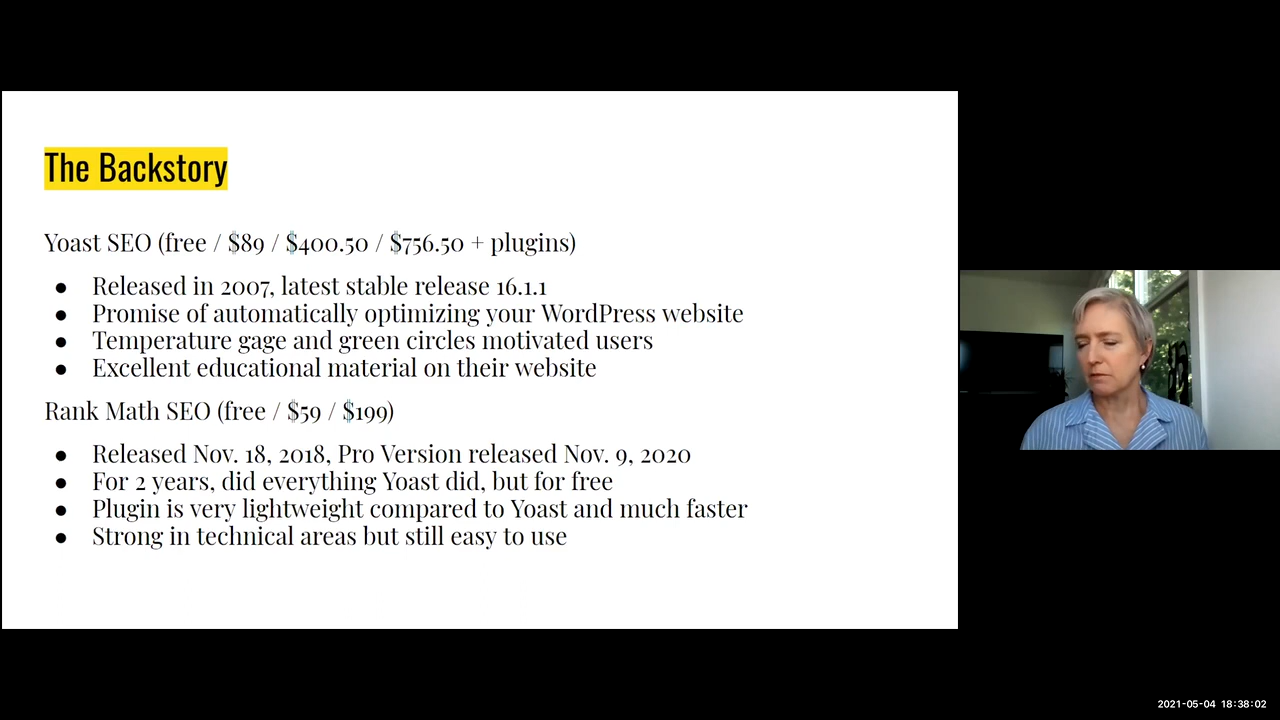 The Backstory
Yoast SEO (free / $89 / $400.50 / $756.50 + plugins)
● Released in 2007, latest stable release 16.1.1
● Promise of automatically optimizing your WordPress website
● Temperature gage and green circles motivated users
● Excellent educational material on their website
Rank Math SEO (free / $59 / $199)
● Released Nov. 18, 2018, Pro Version released Nov. 9, 2020
● For 2 years, did everything Yoast did, but for free
● Plugin is very lightweight compared to Yoast and much faster
● Strong in technical areas but still easy to use
2021-05-04 18:38:02